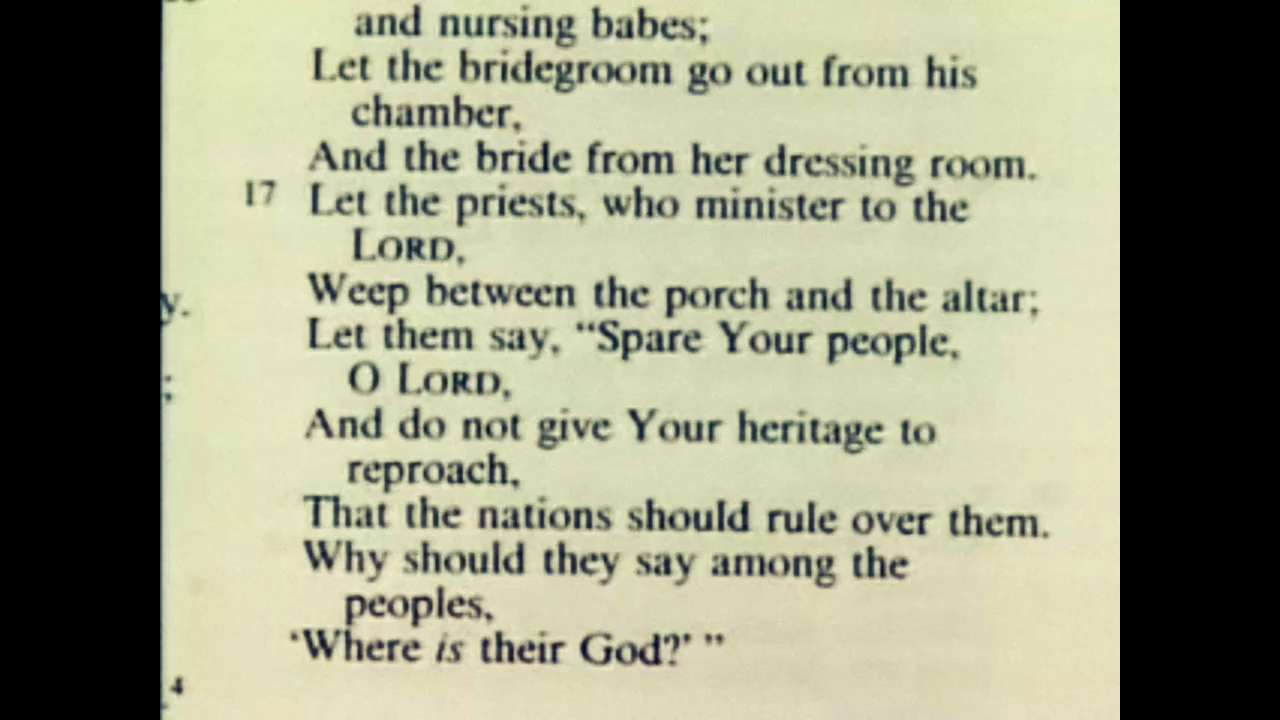 and nursing babes;
Let the bridegroom go out from his
chamber,
And the bride from her dressing room.
17 Let the priests, who minister to the
LORD,
Weep between the porch and the altar;
Let them say, “Spare Your people,
O LORD,
And do not give Your heritage to
reproach,
That the nations should rule over them.
Why should they say among the
peoples,
‘Where is their God?’ ”
y.
;
4